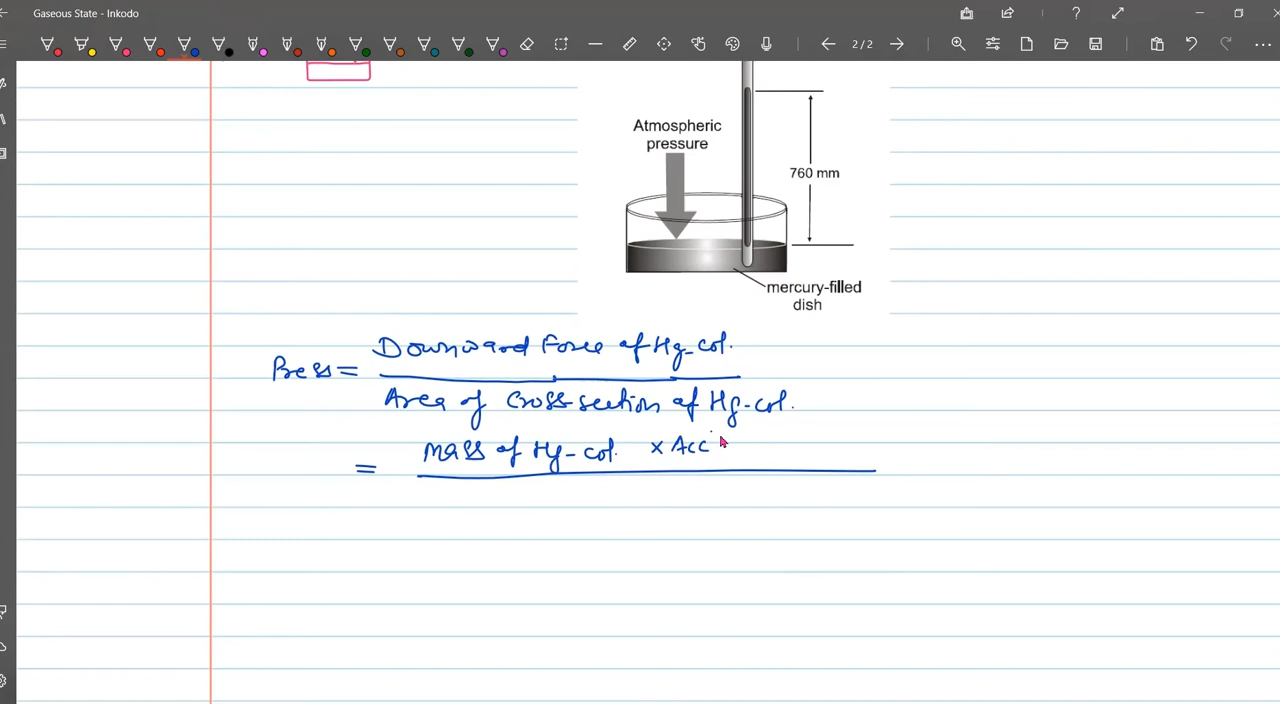 Gaseous State - Inkodo
2/2
Atmospheric
pressure
760 mm
mercury-filled
dish
Downward Force of Hg-col.
Press =
Area of cross-section of Hg-col.
Mass of Hg-col. × Acc
=